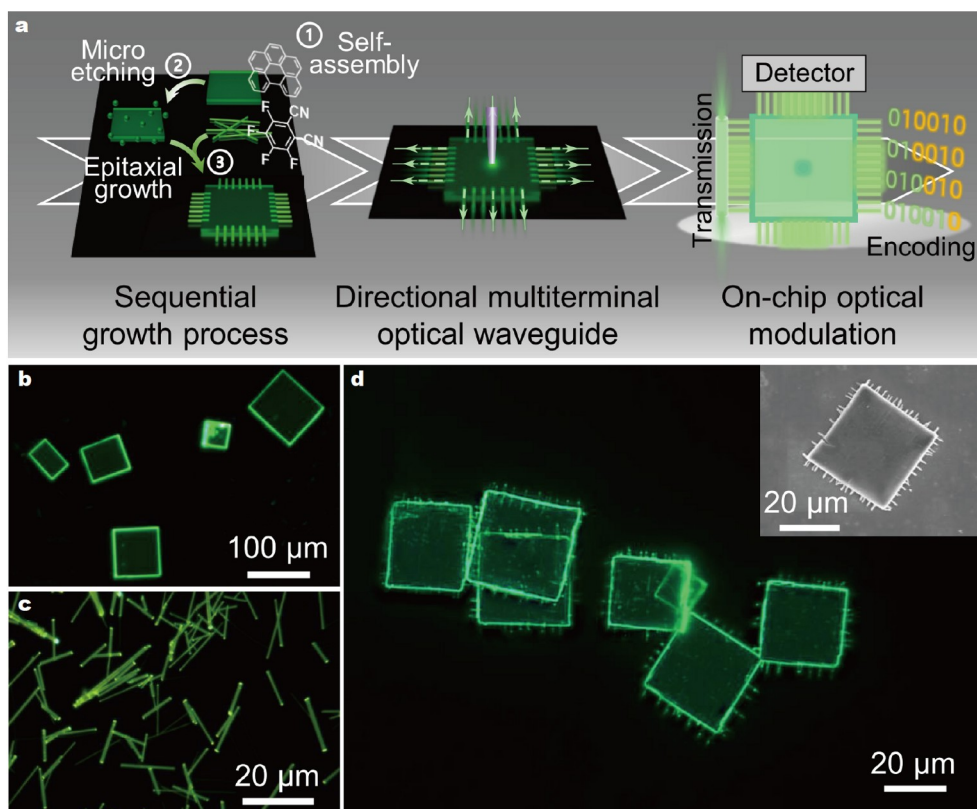 a
Micro
etching
②
①
Self-
assembly
CN
F
F
CN
F
F
Epitaxial
growth
③
Sequential
growth process
Directional multiterminal
optical waveguide
Detector
Transmission
010010
010010
010010
010010
Encoding
On-chip optical
modulation
b
100 μm
c
20 μm
d
20 μm
20 μm